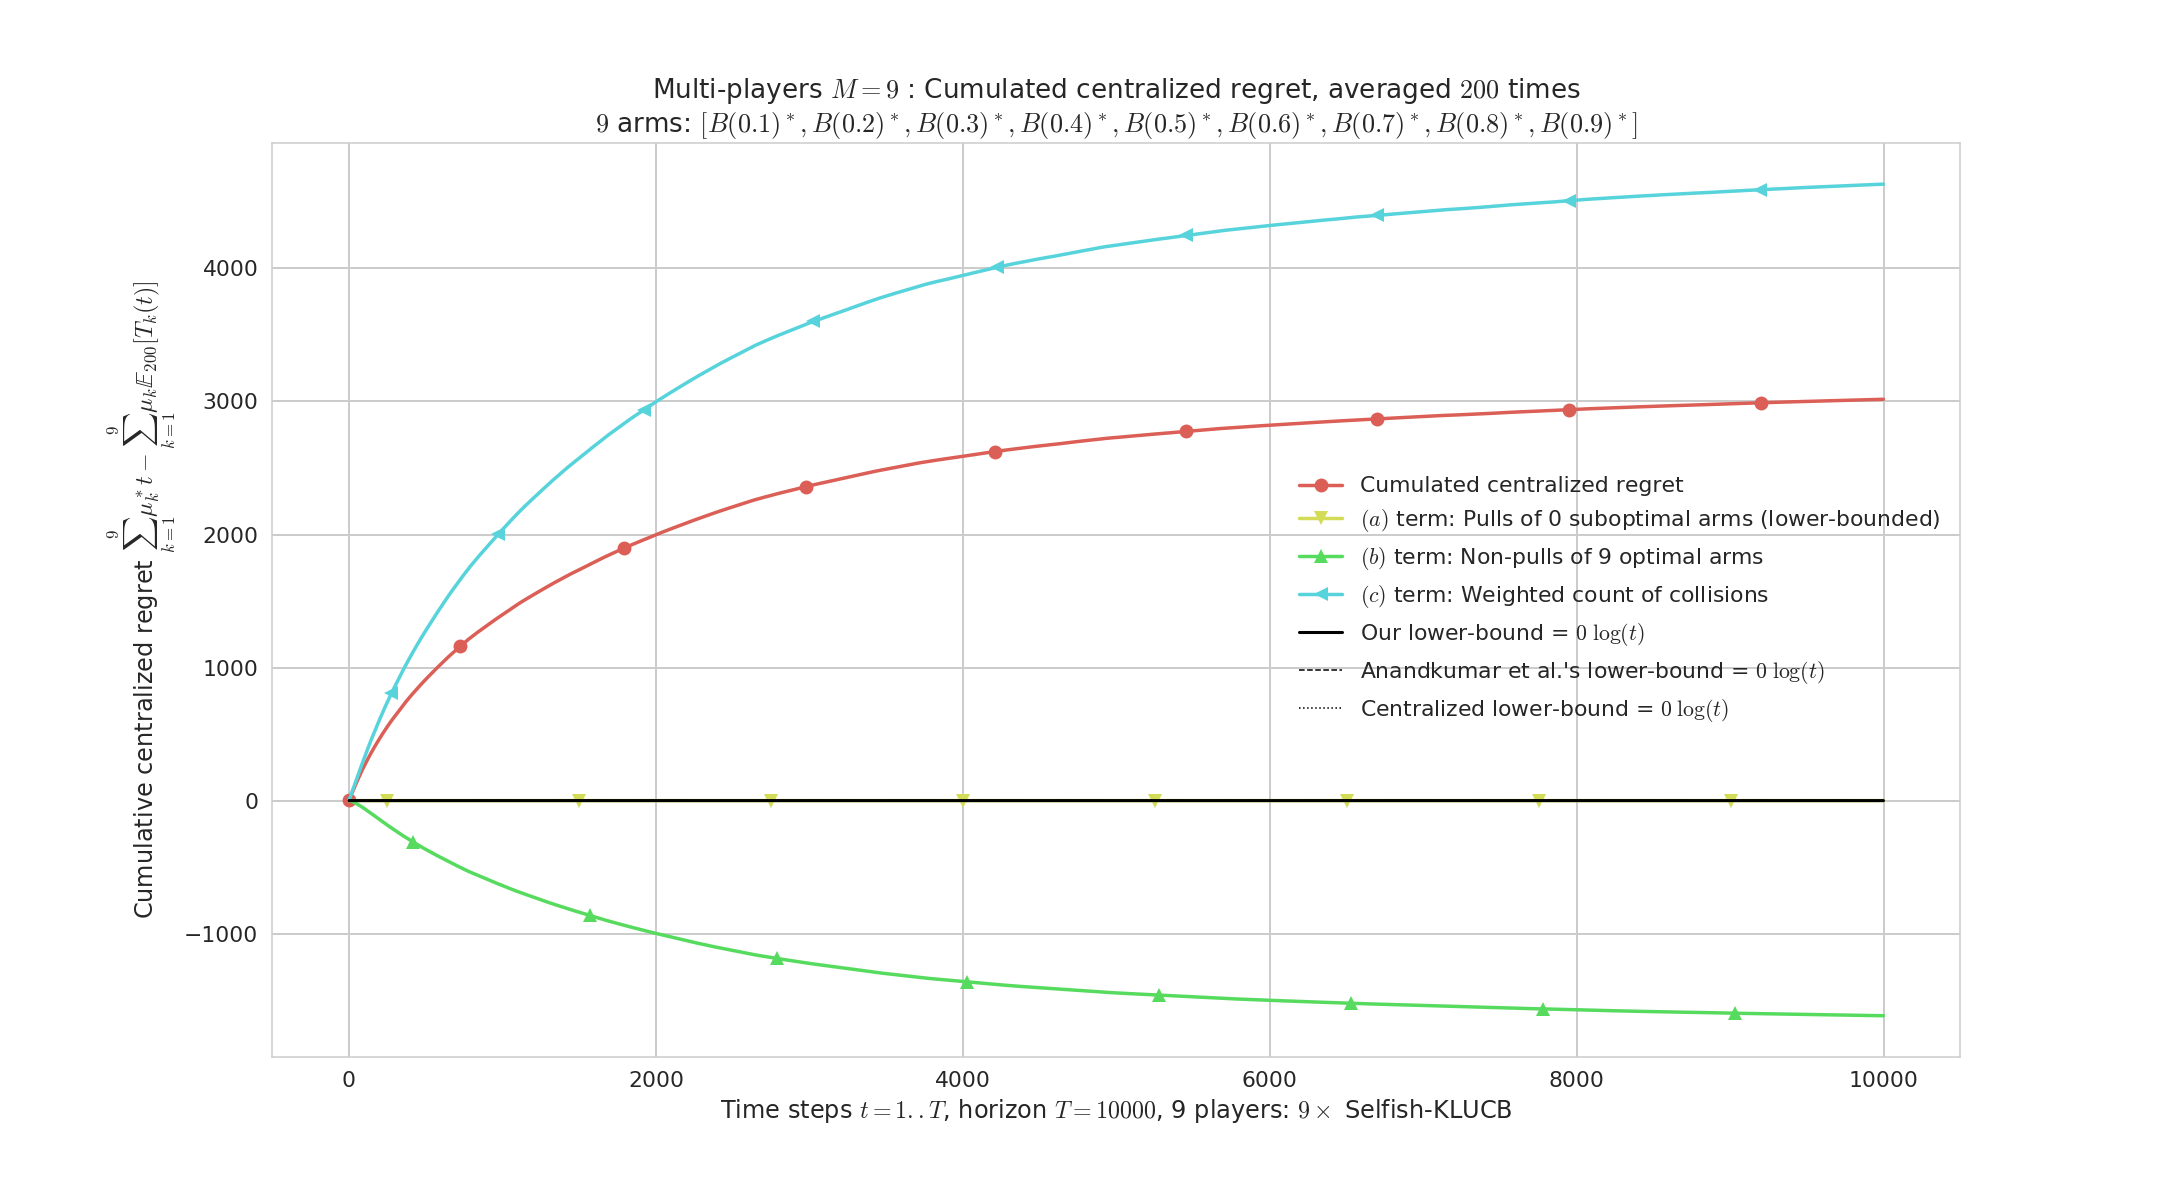 Multi-players M = 9 : Cumulated centralized regret, averaged 200 times
9 arms: [B(0.1)*, B(0.2)*, B(0.3)*, B(0.4)*, B(0.5)*, B(0.6)*, B(0.7)*, B(0.8)*, B(0.9)*]
Cumulative centralized regret \sum_{k=1}^{9} \mu_k^* t - \sum_{k=1}^{9} \mu_k 𝔼_{200}[T_k(t)]
4000
3000
2000
1000
0
−1000
Cumulated centralized regret
(a) term: Pulls of 0 suboptimal arms (lower-bounded)
(b) term: Non-pulls of 9 optimal arms
(c) term: Weighted count of collisions
Our lower-bound = 0 log(t)
Anandkumar et al.'s lower-bound = 0 log(t)
Centralized lower-bound = 0 log(t)
0 2000 4000 6000 8000 10000
Time steps t = 1..T, horizon T = 10000, 9 players: 9× Selfish-KLUCB